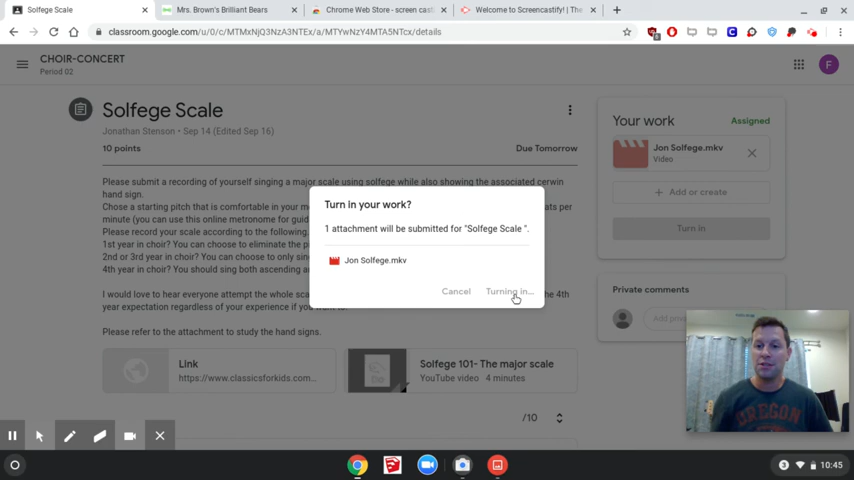 Solfege Scale
Mrs. Brown's Brilliant Bears
Chrome Web Store - screen cast
Welcome to Screencastify! | The
classroom.google.com/u/0/c/MTMxNjQ3NzA3NTEx/a/MTYwNzY4MTA5NTcx/details
CHOIR-CONCERT
Period 02
F
Solfege Scale
Jonathan Stenson • Sep 14 (Edited Sep 16)
10 points
Due Tomorrow
Please submit a recording of yourself singing a major scale using solfege while also showing the associated cerwin
hand sign.
Chose a starting pitch that is comfortable in your
ats per
minute (you can use this online metronome for
Please record your scale according to the following.
1st year in choir? You can choose to eliminate the
2nd or 3rd year in choir? You can choose to only
4th year in choir? You should sing both ascending
I would love to hear everyone attempt the whole
the 4th
year expectation regardless of your experience if you
Please refer to the attachment to study the hand signs.
Link
https://www.classicsforkids.com...
Solfege 101- The major scale
YouTube video 4 minutes
/10
Your work
Assigned
Jon Solfege.mkv
Video
Add or create
Turn in
Private comments
Add priv
Turn in your work?
1 attachment will be submitted for "Solfege Scale ".
Jon Solfege.mkv
Cancel
Turning in...
OREGON
3
10:45